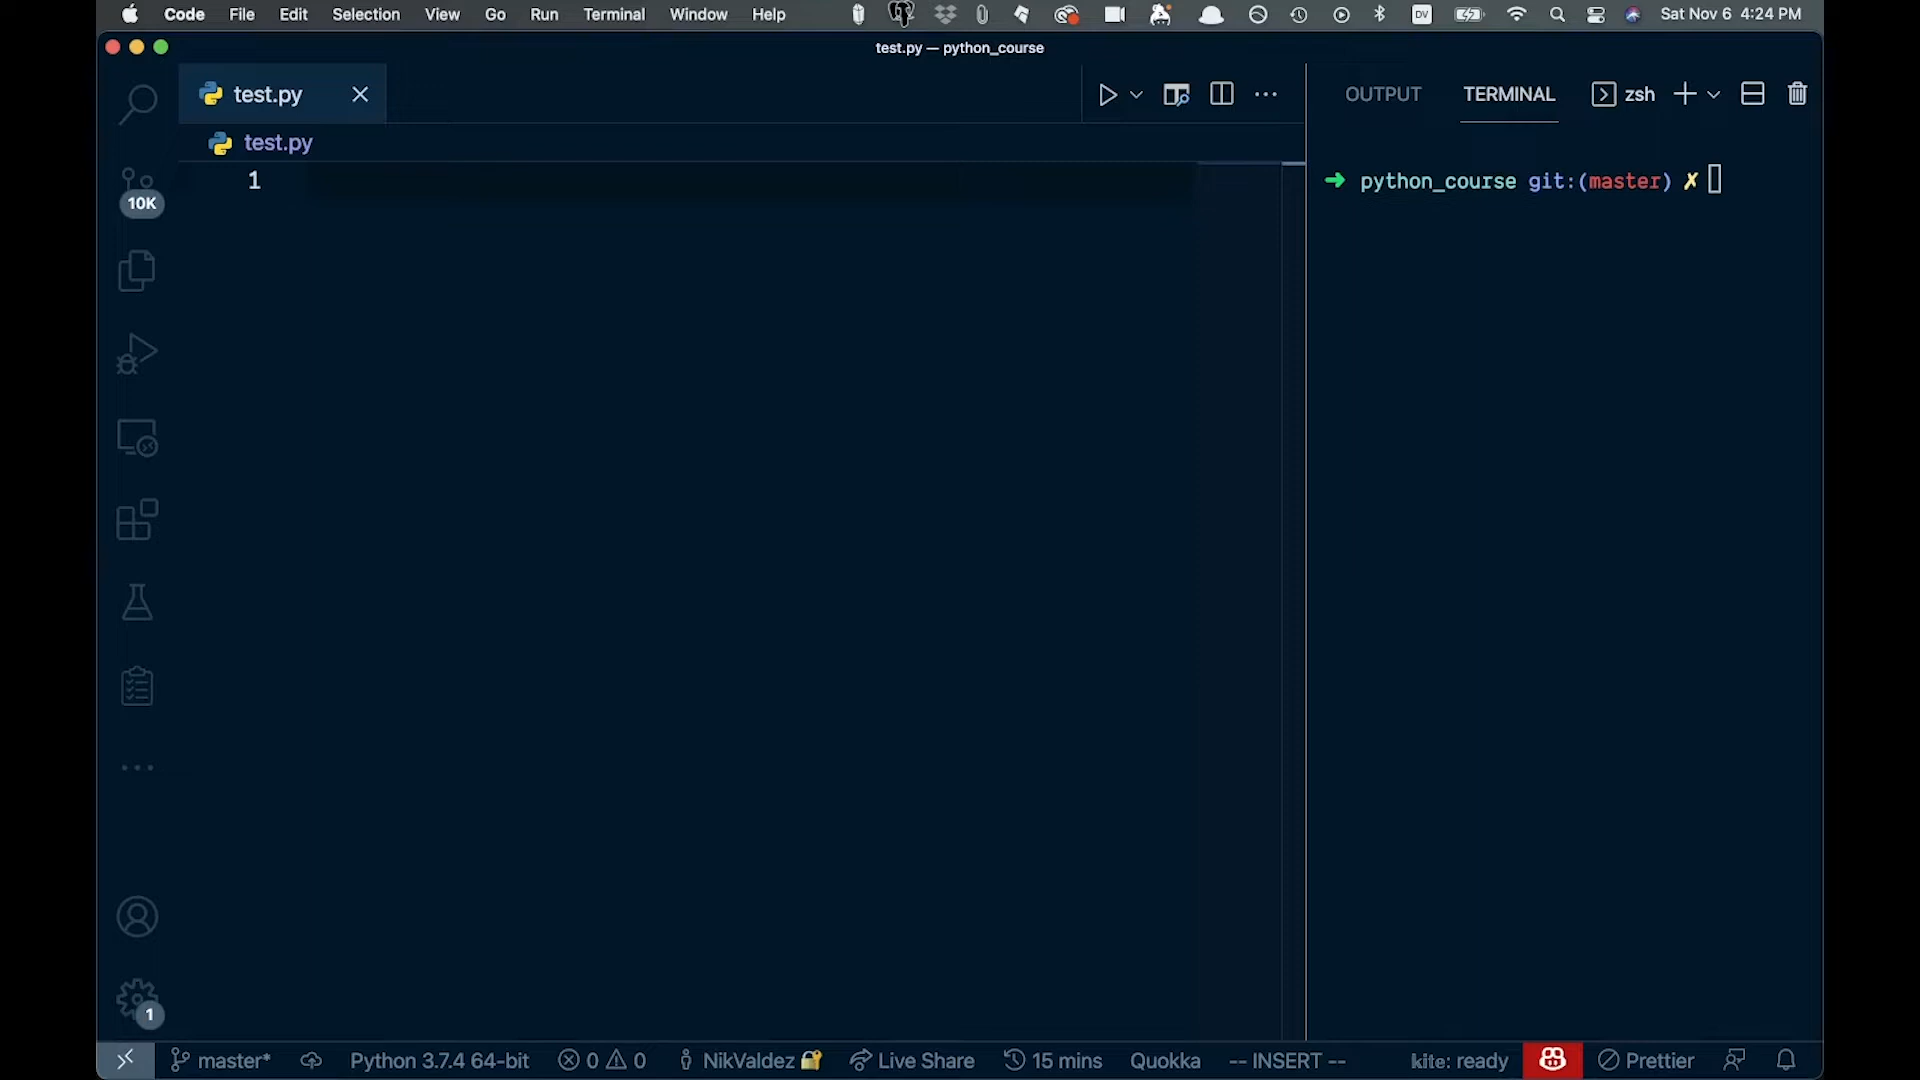 Code File Edit Selection View Go Run Terminal Window Help DV Sat Nov 6 4:24 PM
test.py — python_course
test.py
OUTPUT TERMINAL zsh
test.py
1
➜ python_course git:(master) ✗
10K
1
master* Python 3.7.4 64-bit 0 0 NikValdez Live Share 15 mins Quokka -- INSERT -- kite: ready Prettier